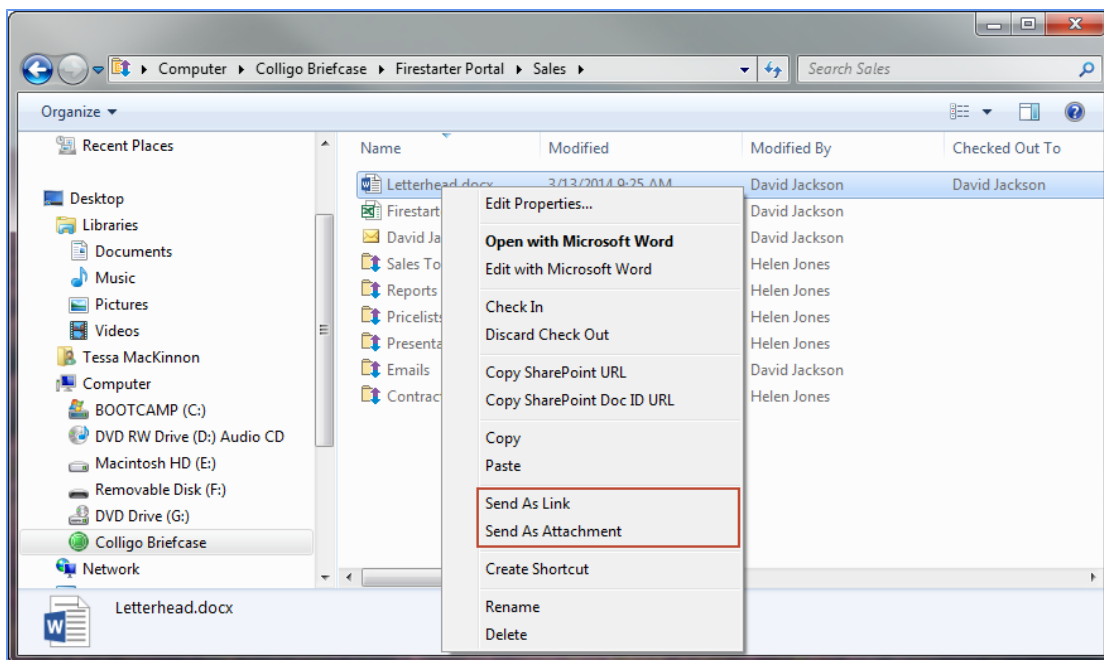 Computer Colligo Briefcase Firestarter Portal Sales Search Sales
Organize
Recent Places
Desktop
Libraries
Documents
Music
Pictures
Videos
Tessa MacKinnon
Computer
BOOTCAMP (C:)
DVD RW Drive (D:) Audio CD
Macintosh HD (E:)
Removable Disk (F:)
DVD Drive (G:)
Colligo Briefcase
Network
Name Modified Modified By Checked Out To
Letterhead.docx 3/13/2014 9:25 AM David Jackson David Jackson
Firestart David Jackson
David Ja David Jackson
Sales To Helen Jones
Reports Helen Jones
Pricelists Helen Jones
Presenta Helen Jones
Emails David Jackson
Contrac Helen Jones
Edit Properties...
Open with Microsoft Word
Edit with Microsoft Word
Check In
Discard Check Out
Copy SharePoint URL
Copy SharePoint Doc ID URL
Copy
Paste
Send As Link
Send As Attachment
Create Shortcut
Rename
Delete
Letterhead.docx